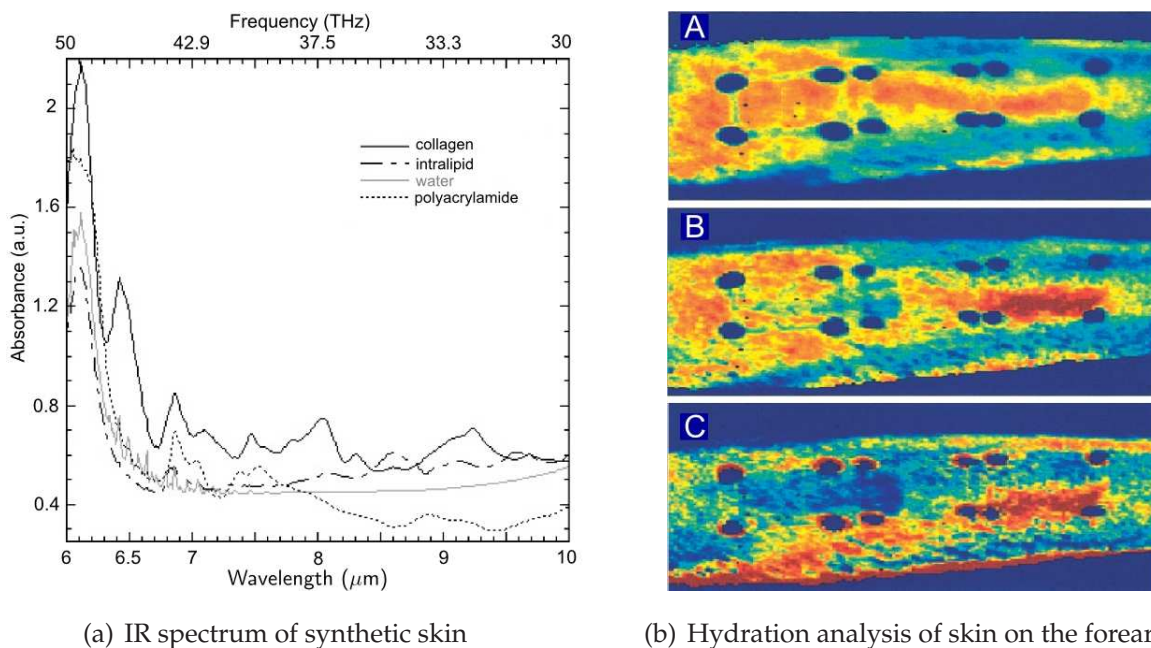 Frequency (THz)
50 42.9 37.5 33.3 30
2
1.6
1.2
0.8
0.4
Absorbance (a.u.)
collagen
intralipid
water
polyacrylamide
6 6.5 7 8 9 10
Wavelength (μm)
(a) IR spectrum of synthetic skin
A
B
C
(b) Hydration analysis of skin on the forear